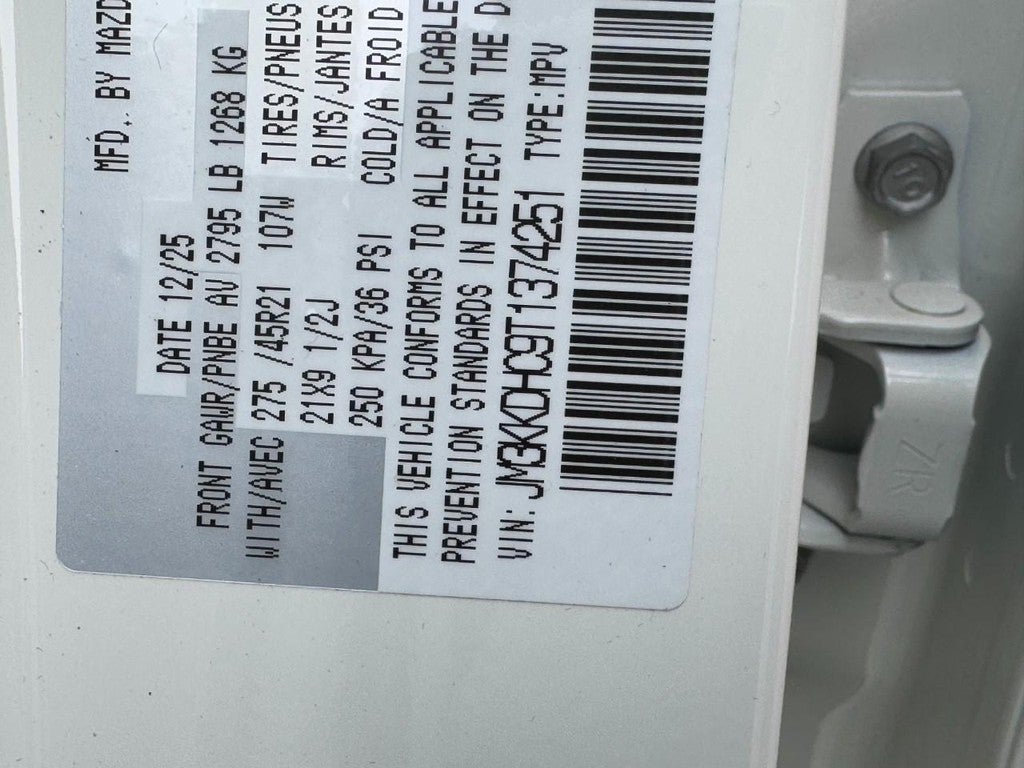 MFD. BY MAZD
DATE 12/25
FRONT GAWR/PNBE AV 2795 LB 1268 KG
WITH/AVEC 275 /45R21 107W TIRES/PNEUS
21X9 1/2J RIMS/JANTES
250 KPA/36 PSI COLD/A FROID
THIS VEHICLE CONFORMS TO ALL APPLICABLE
PREVENTION STANDARDS IN EFFECT ON THE D
VIN: JM3KKDHC9T1374251 TYPE:MPV
10
71R